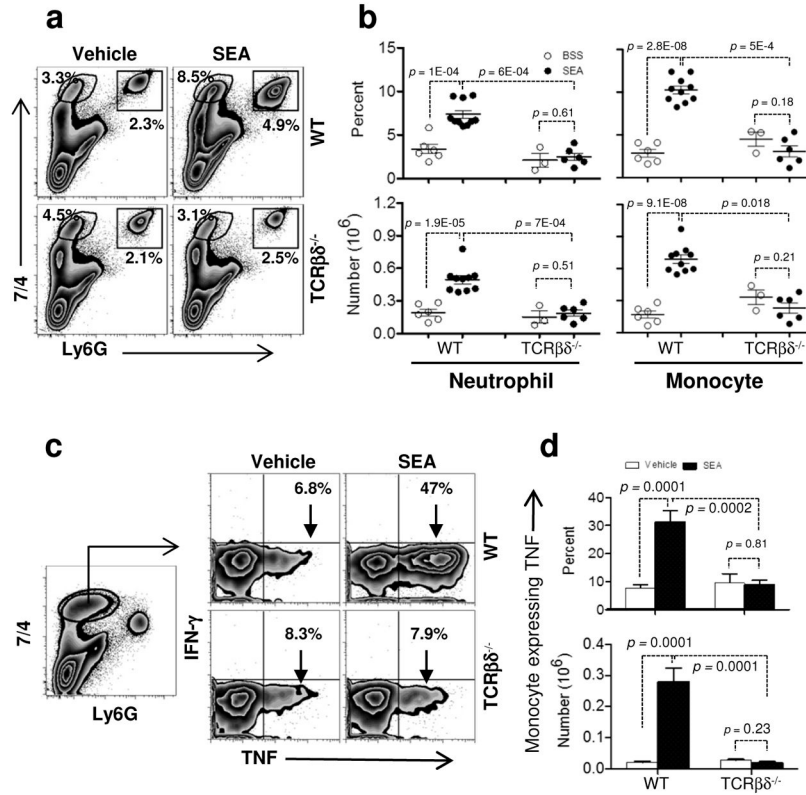 a
Vehicle
SEA
3.3%
2.3%
8.5%
4.9%
WT
4.5%
2.1%
3.1%
2.5%
TCRβδ-/-
7/4
Ly6G
b
15
10
5
0
Percent
BSS
SEA
p = 1E-04
p = 6E-04
p = 0.61
p = 2.8E-08
p = 5E-4
p = 0.18
1.2
0.9
0.6
0.3
0.0
Number (10⁶)
p = 1.9E-05
p = 7E-04
p = 0.51
p = 9.1E-08
p = 0.018
p = 0.21
WT
TCRβδ-/-
WT
TCRβδ-/-
Neutrophil
Monocyte
c
Vehicle
SEA
6.8%
47%
WT
8.3%
7.9%
TCRβδ-/-
7/4
Ly6G
IFN-γ
TNF
d
Vehicle
SEA
Monocyte expressing TNF
p = 0.0001
p = 0.0002
p = 0.81
40
30
20
10
0
Percent
p = 0.0001
p = 0.0001
p = 0.23
0.4
0.3
0.2
0.1
0.0
Number (10⁶)
WT
TCRβδ-/-